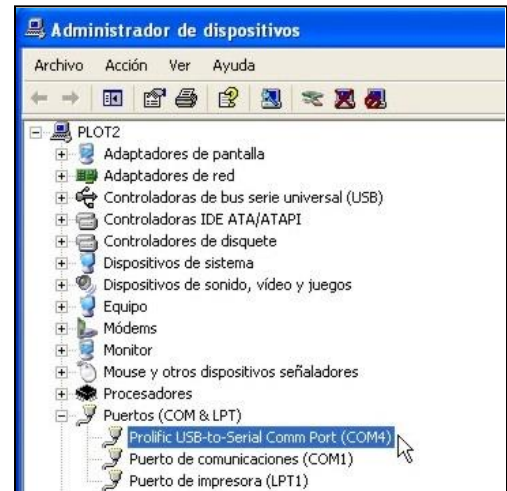 Administrador de dispositivos
Archivo Acción Ver Ayuda
PLOT2
Adaptadores de pantalla
Adaptadores de red
Controladoras de bus serie universal (USB)
Controladoras IDE ATA/ATAPI
Controladores de disquete
Dispositivos de sistema
Dispositivos de sonido, vídeo y juegos
Equipo
Módems
Monitor
Mouse y otros dispositivos señaladores
Procesadores
Puertos (COM & LPT)
Prolific USB-to-Serial Comm Port (COM4)
Puerto de comunicaciones (COM1)
Puerto de impresora (LPT1)